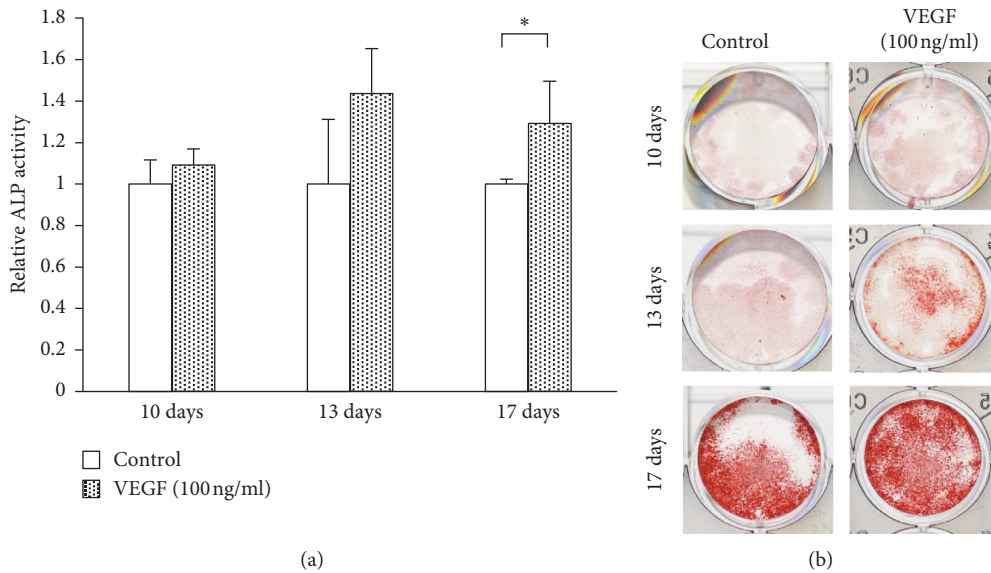 1.8
1.6
1.4
1.2
1
0.8
0.6
0.4
0.2
0
Relative ALP activity
*
10 days
13 days
17 days
Control
VEGF (100 ng/ml)
(a)
Control
VEGF
(100 ng/ml)
10 days
13 days
17 days
(b)